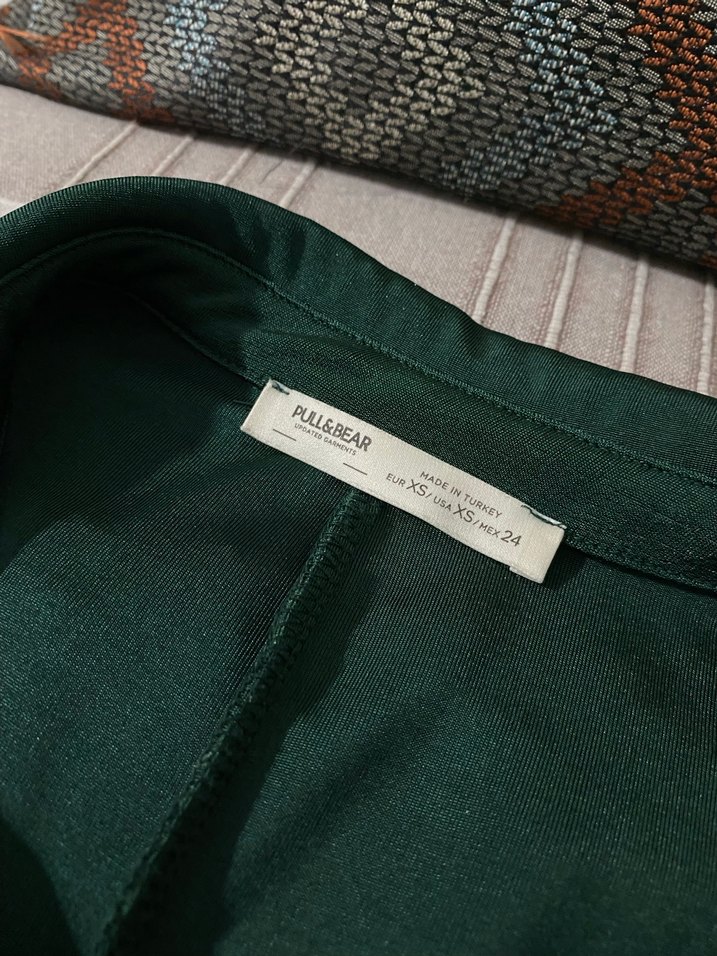 PULL&BEAR
UPDATED GARMENTS
MADE IN TURKEY
EUR XS/USA XS/MEX 24